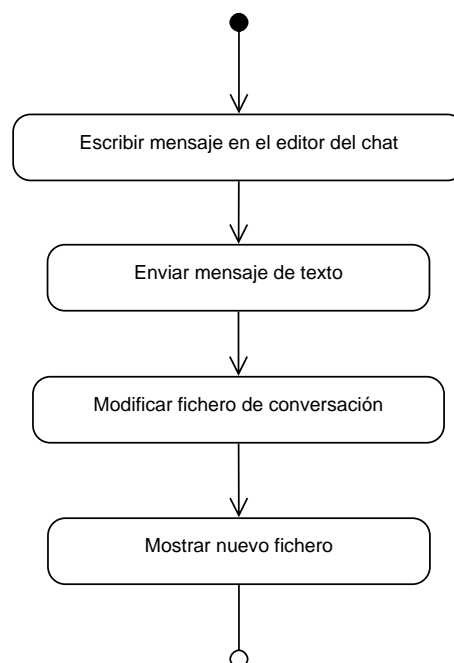 Escribir mensaje en el editor del chat
Enviar mensaje de texto
Modificar fichero de conversación
Mostrar nuevo fichero